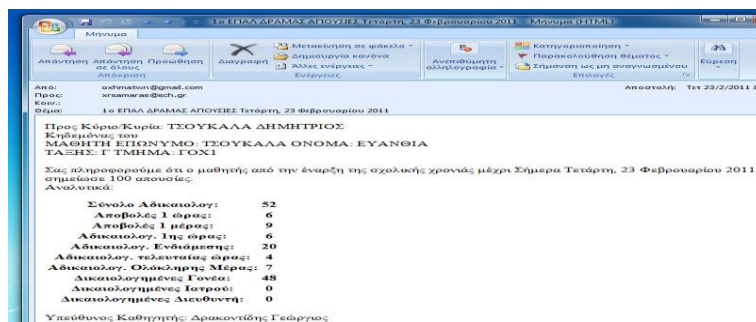 1ο ΕΠΑΛ ΔΡΑΜΑΣ ΑΠΟΥΣΙΕΣ Τετάρτη, 23 Φεβρουαρίου 2011 - Μήνυμα (HTML)
Μήνυμα
Απάντηση Απάντηση σε όλους Προώθηση
Απόκριση
Διαγραφή
Μετακίνηση σε φάκελο
Δημιουργία κανόνα
Άλλες ενέργειες
Ενέργειες
Ανεπιθύμητη αλληλογραφία
Κατηγοριοποίηση
Παρακολούθηση θέματος
Σήμανση ως μη αναγνωσμένου
Επιλογές
Εύρεση
Από: oxhmatwn@gmail.com Αποστολή: Τετ 23/2/2011
Προς: xrsamaras@sch.gr
Κοιν.:
Θέμα: 1ο ΕΠΑΛ ΔΡΑΜΑΣ ΑΠΟΥΣΙΕΣ Τετάρτη, 23 Φεβρουαρίου 2011
Προς Κύριο/Κυρία: ΤΣΟΥΚΑΛΑ ΔΗΜΗΤΡΙΟΣ
Κηδεμόνας του
ΜΑΘΗΤΗ ΕΠΩΝΥΜΟ: ΤΣΟΥΚΑΛΑ ΟΝΟΜΑ: ΕΥΑΝΘΙΑ
ΤΑΞΗΣ: Γ ΤΜΗΜΑ: ΓΟΧ1
Σας πληροφορούμε ότι ο μαθητής από την έναρξη της σχολικής χρονιάς μέχρι Σήμερα Τετάρτη, 23 Φεβρουαρίου 2011
σημείωσε 100 απουσίες.
Αναλυτικά:
Σύνολο Αδικαιολογ: 52
Αποβολές 1 ώρας: 6
Αποβολές 1 μέρας: 9
Αδικαιολογ. 1ης ώρας: 6
Αδικαιολογ. Ενδιάμεσης: 20
Αδικαιολογ. τελευταίας ώρας: 4
Αδικαιολογ. Ολόκληρης Μέρας: 7
Δικαιολογημένες Γονέα: 48
Δικαιολογημένες Ιατρού: 0
Δικαιολογημένες Διευθυντή: 0
Υπεύθυνος Καθηγητής: Δρακοντίδης Γεώργιος